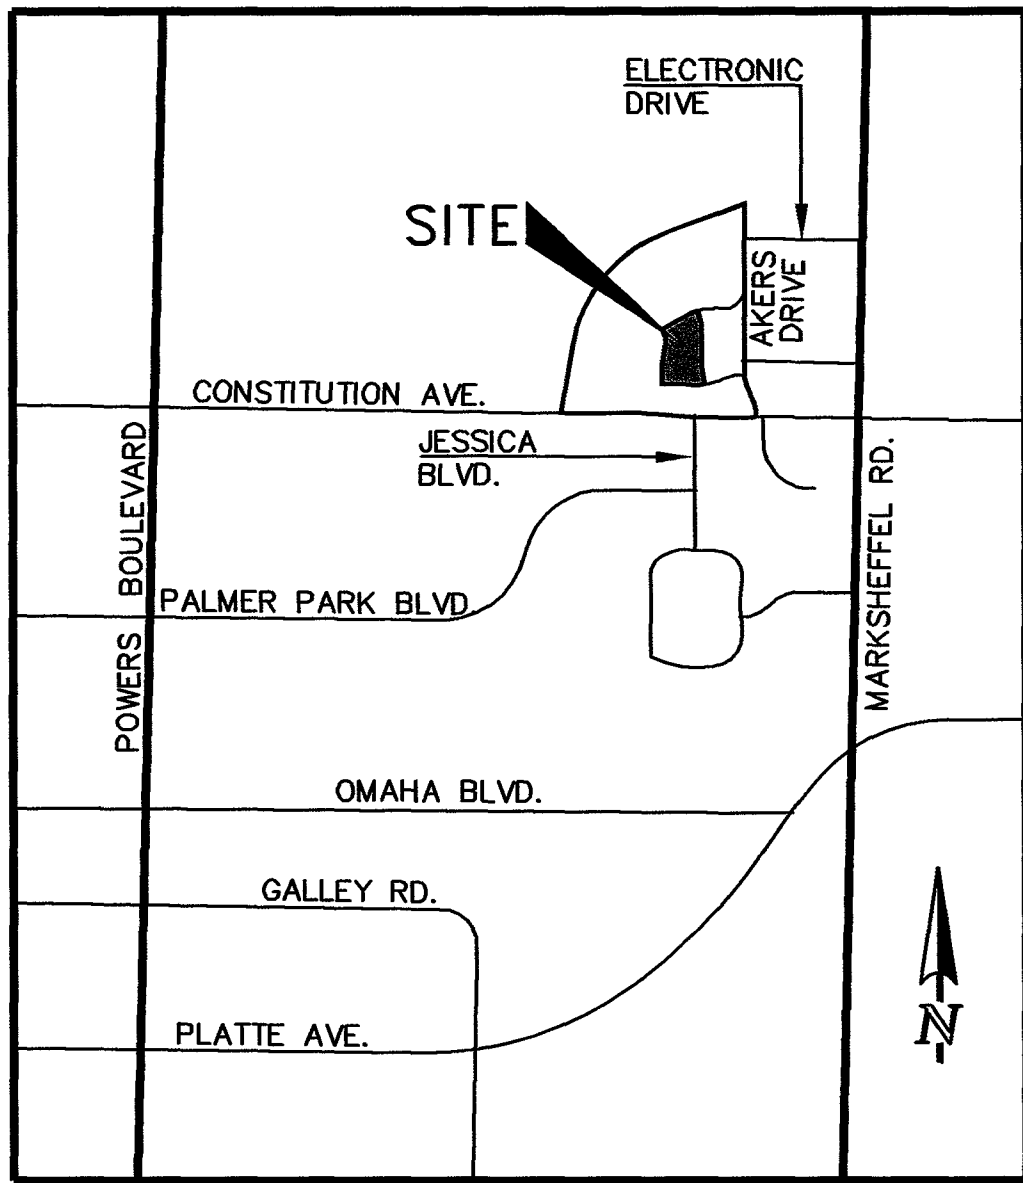 ELECTRONIC
DRIVE
SITE
AKERS
DRIVE
CONSTITUTION AVE.
JESSICA
BLVD.
POWERS BOULEVARD
MARKSHEFFEL RD.
PALMER PARK BLVD
OMAHA BLVD.
GALLEY RD.
PLATTE AVE.
N